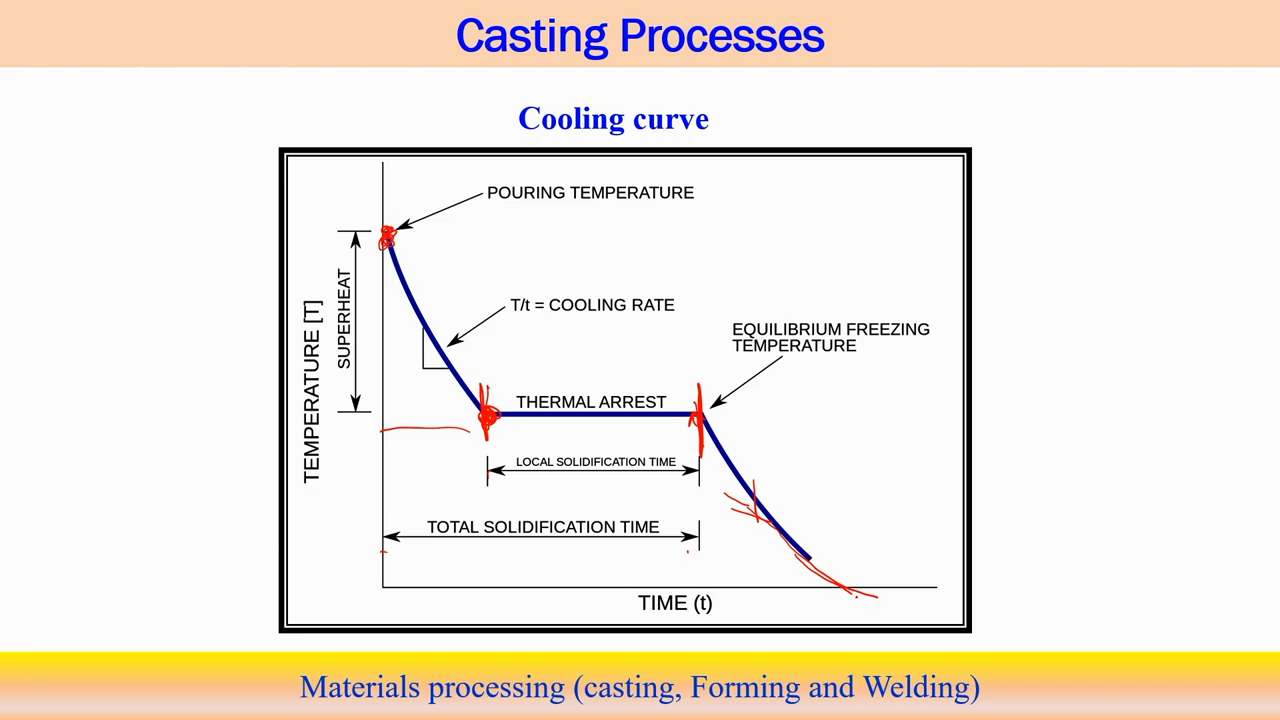 Casting Processes
Cooling curve
POURING TEMPERATURE
T/t = COOLING RATE
SUPERHEAT
TEMPERATURE [T]
EQUILIBRIUM FREEZING
TEMPERATURE
THERMAL ARREST
LOCAL SOLIDIFICATION TIME
TOTAL SOLIDIFICATION TIME
TIME (t)
Materials processing (casting, Forming and Welding)